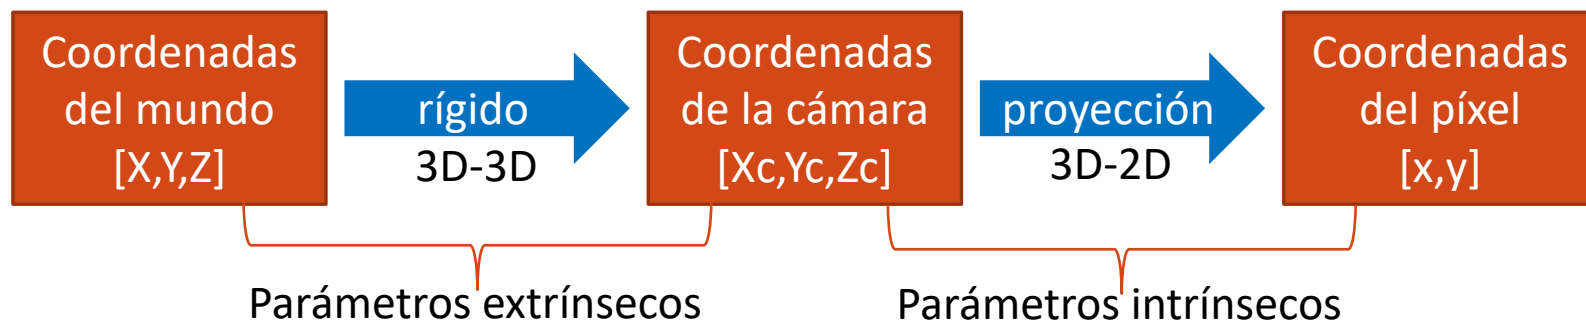 Coordenadas
del mundo
[X,Y,Z]
rígido
3D-3D
Coordenadas
de la cámara
[Xc,Yc,Zc]
proyección
3D-2D
Coordenadas
del píxel
[x,y]
Parámetros extrínsecos
Parámetros intrínsecos